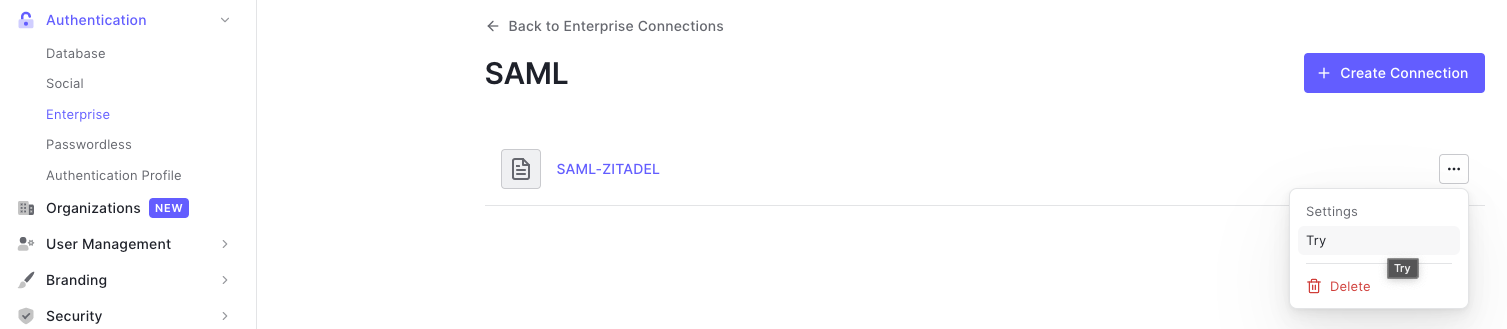 Authentication
Database
Social
Enterprise
Passwordless
Authentication Profile
Organizations NEW
User Management
Branding
Security
Back to Enterprise Connections
SAML
Create Connection
SAML-ZITADEL
Settings
Try
Try
Delete